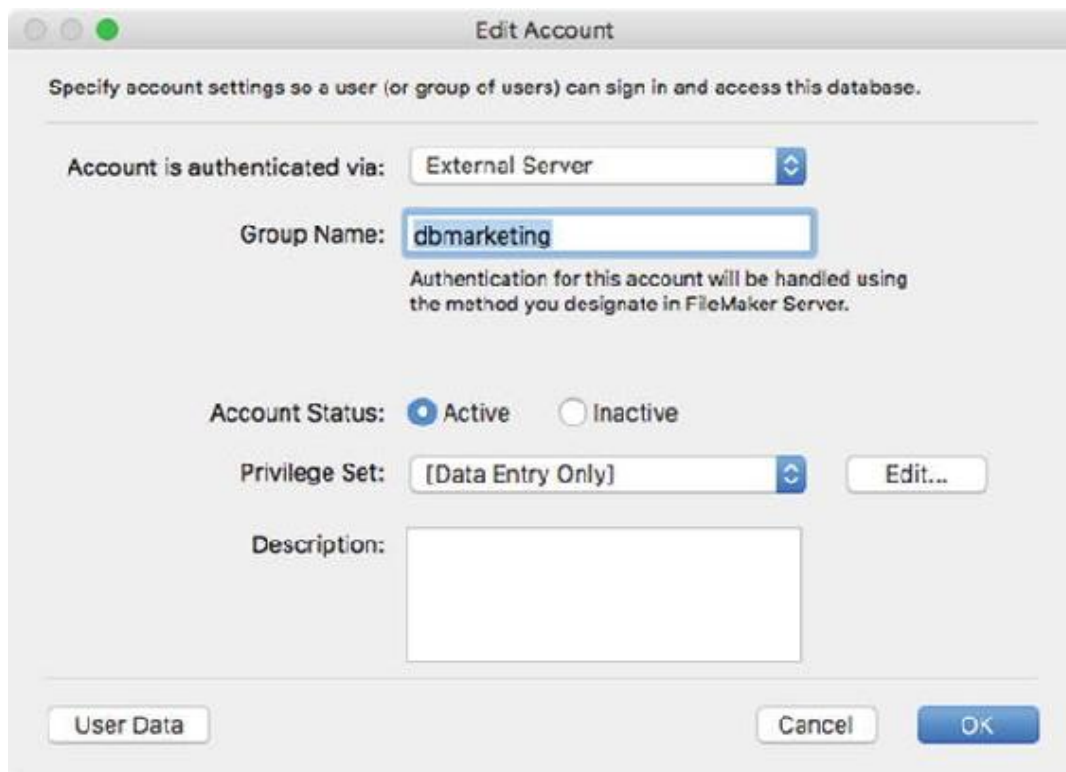 Edit Account
Specify account settings so a user (or group of users) can sign in and access this database.
Account is authenticated via: External Server
Group Name: dbmarketing
Authentication for this account will be handled using
the method you designate in FileMaker Server.
Account Status: Active Inactive
Privilege Set: [Data Entry Only] Edit...
Description:
User Data Cancel OK